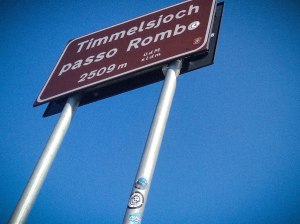 Timmelsjoch
passo Rombo
2509 m
ü.d.M.
s.l.d.m.